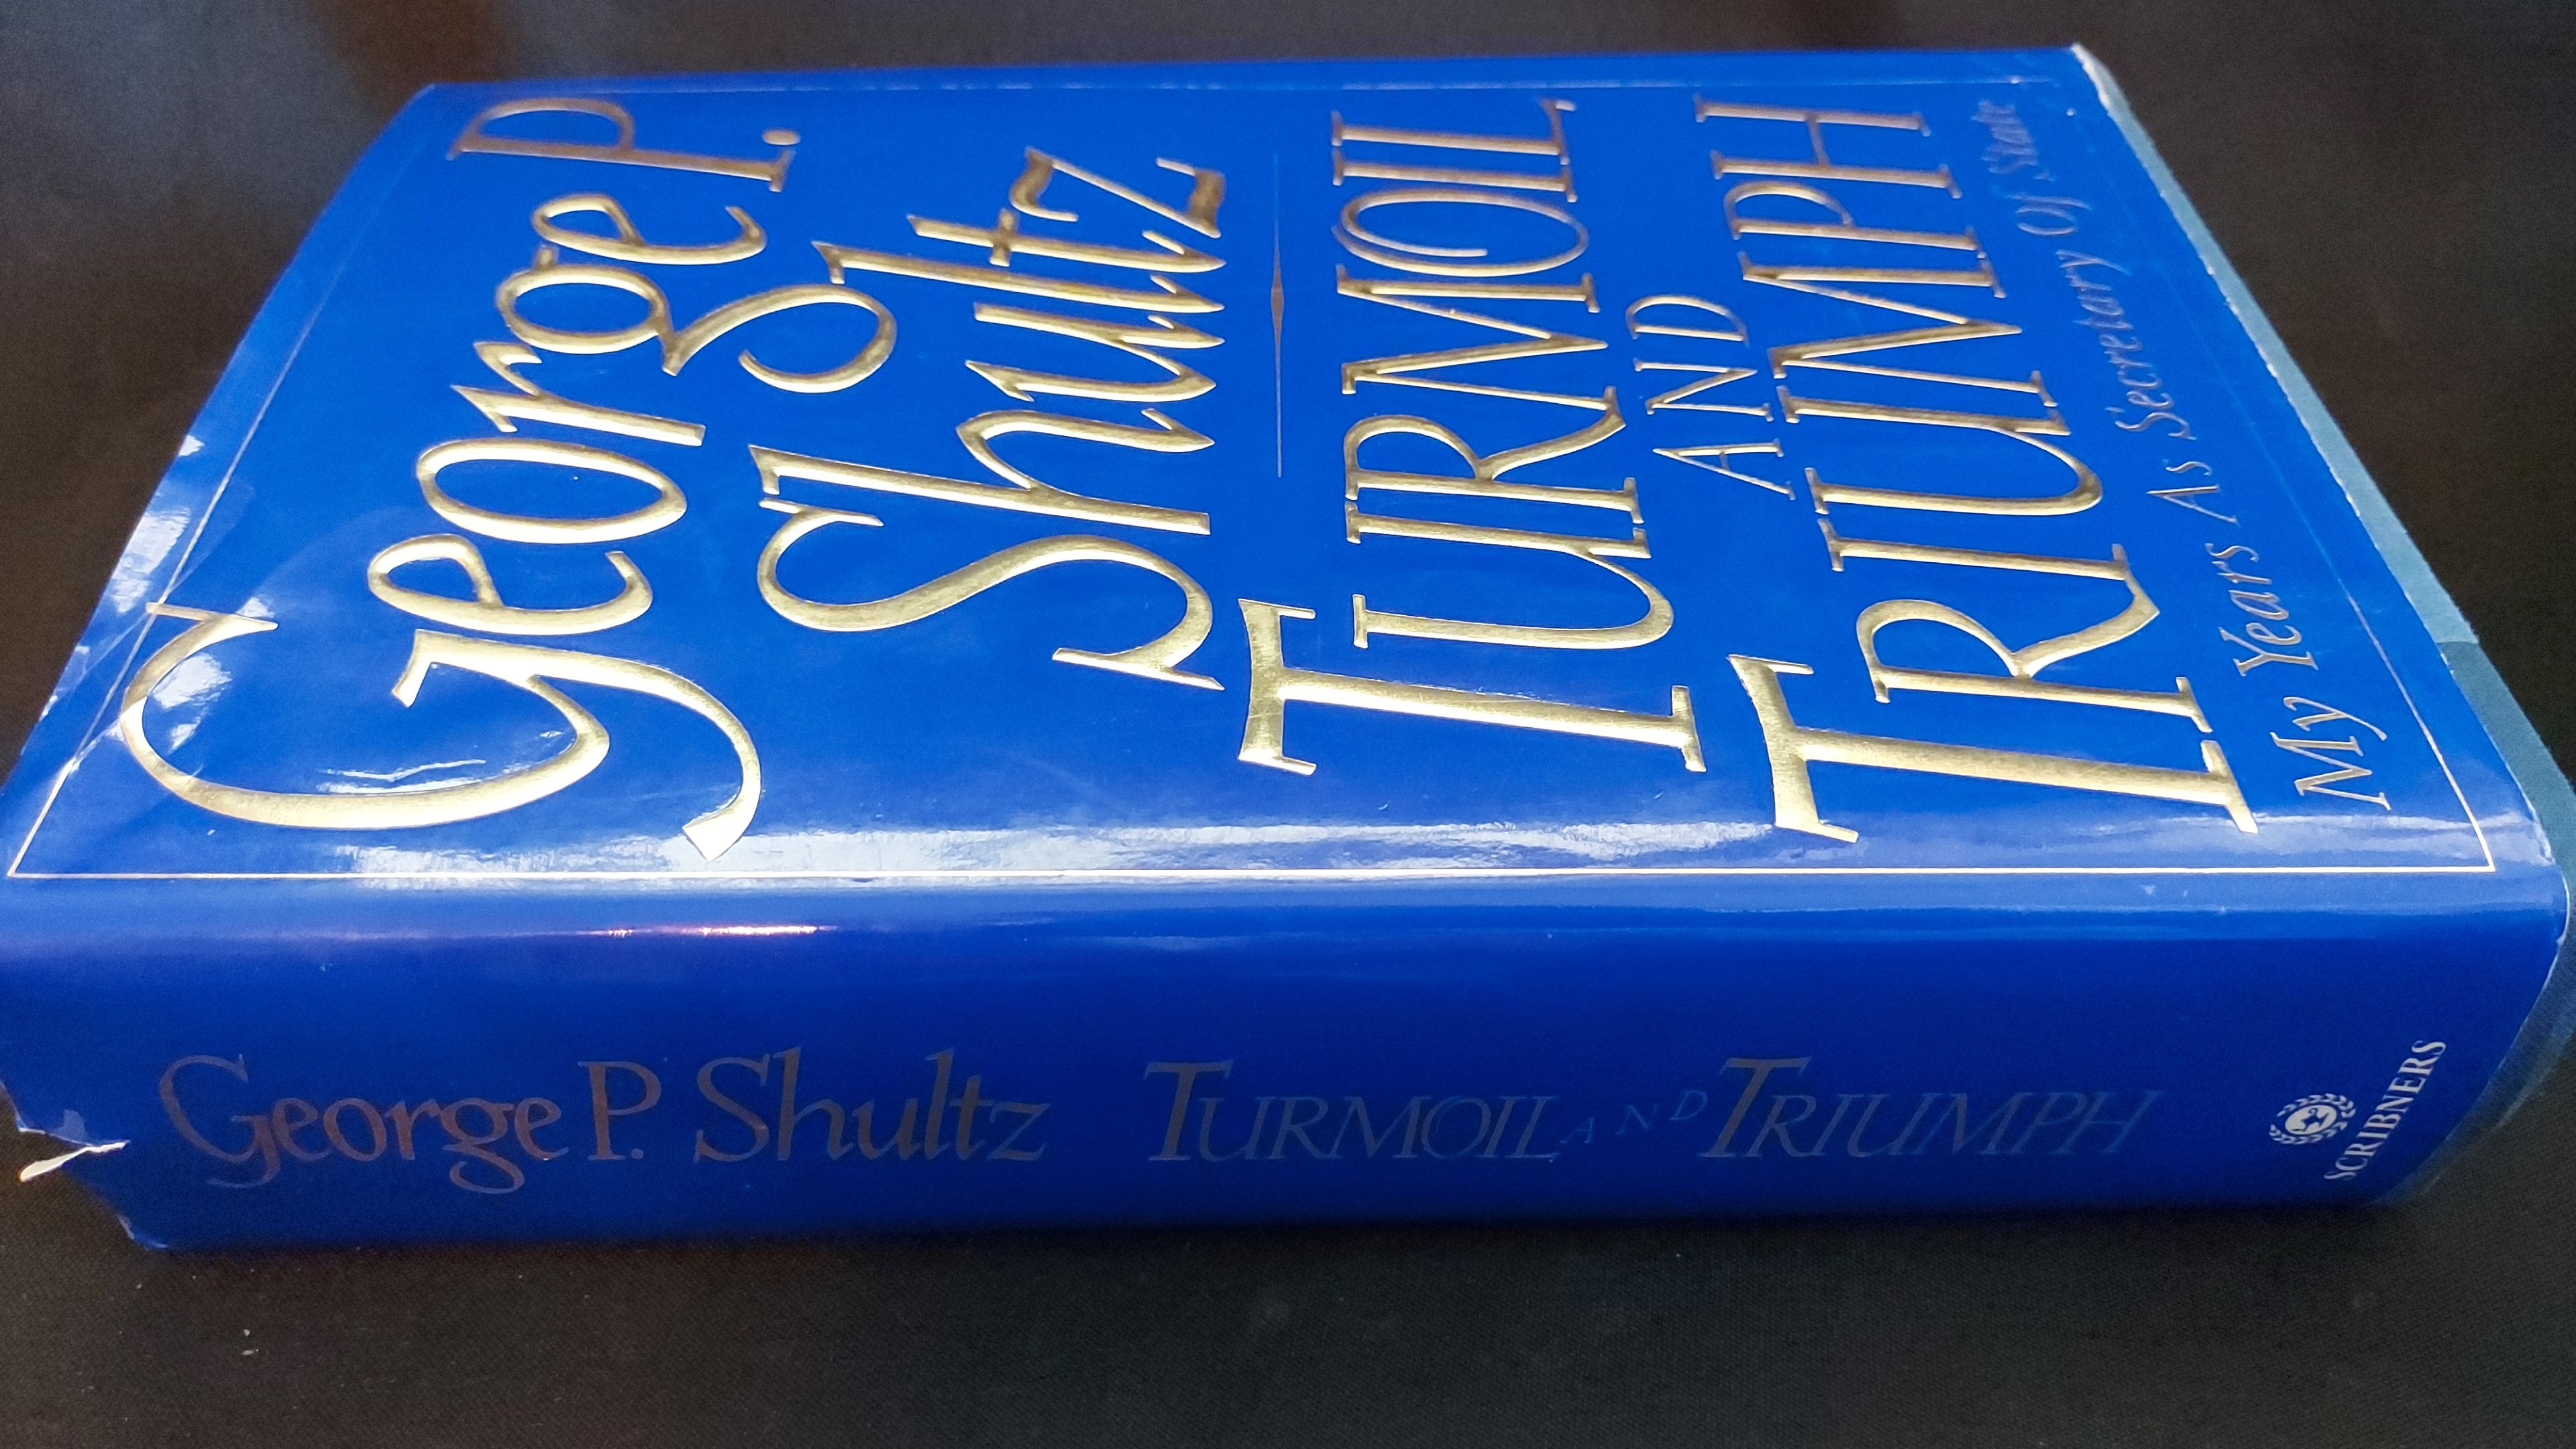 George P.
Shultz
TURMOIL
AND
TRIUMPH
My Years As Secretary Of State
George P. Shultz TURMOIL AND TRIUMPH
SCRIBNERS